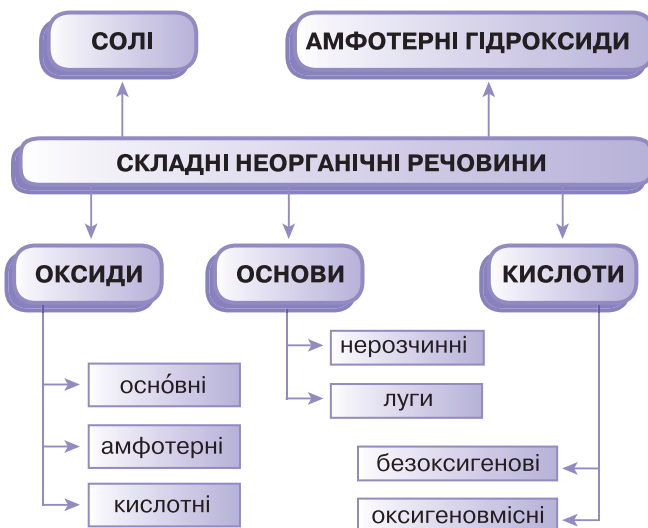 СОЛІ
АМФОТЕРНІ ГІДРОКСИДИ
СКЛАДНІ НЕОРГАНІЧНІ РЕЧОВИНИ
ОКСИДИ
осно́вні
амфотерні
кислотні
ОСНОВИ
нерозчинні
луги
КИСЛОТИ
безоксигенові
оксигеновмісні